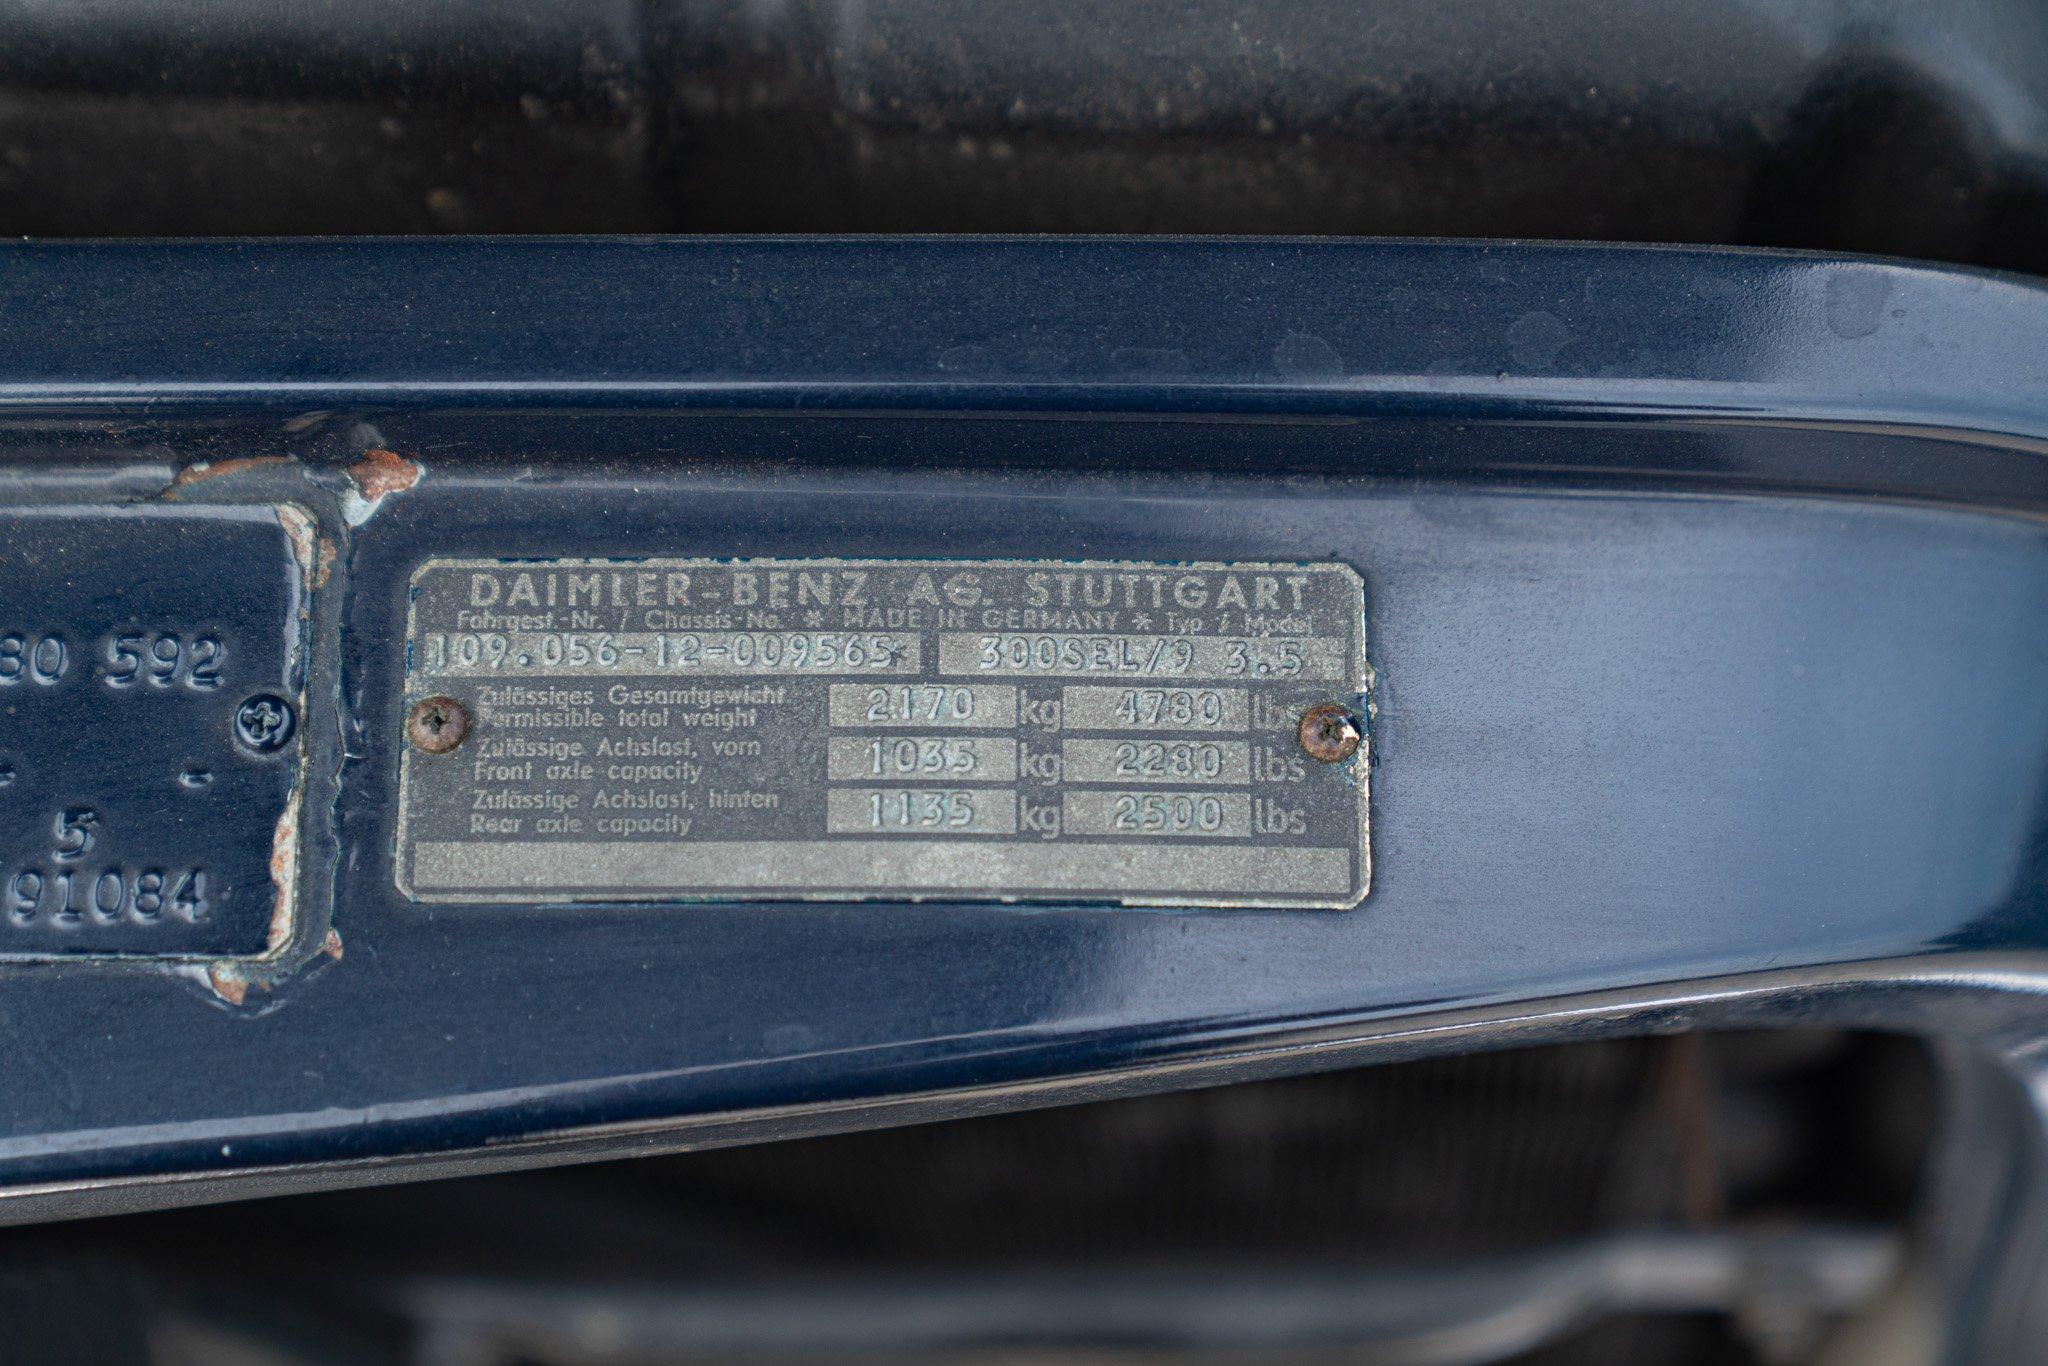 DAIMLER-BENZ AG. STUTTGART
Fahrgest.-Nr. / Chassis-No. * MADE IN GERMANY * Typ / Model
109.056-12-009565* 300SEL/9 3.5
Zulässiges Gesamtgewicht
Permissible total weight 2170 kg 4780 lbs
Zulässige Achslast, vorn
Front axle capacity 1035 kg 2280 lbs
Zulässige Achslast, hinten
Rear axle capacity 1135 kg 2500 lbs
80 592
- -
5
91084